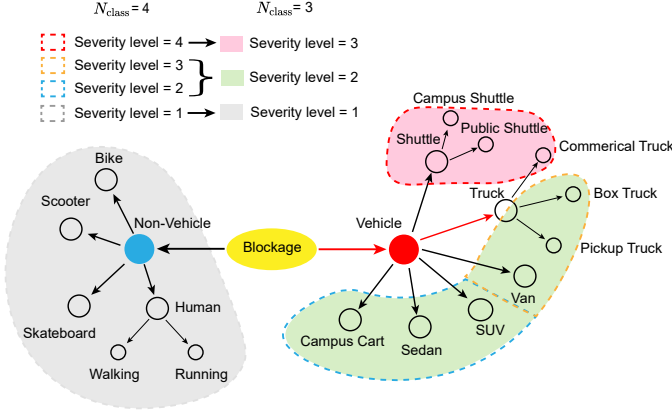 N_class = 4
N_class = 3
Severity level = 4
Severity level = 3
Severity level = 3
Severity level = 2
Severity level = 2
Severity level = 1
Severity level = 1
Campus Shuttle
Shuttle
Public Shuttle
Commerical Truck
Bike
Scooter
Non-Vehicle
Vehicle
Truck
Box Truck
Blockage
Pickup Truck
Van
Human
Skateboard
SUV
Campus Cart
Sedan
Walking
Running